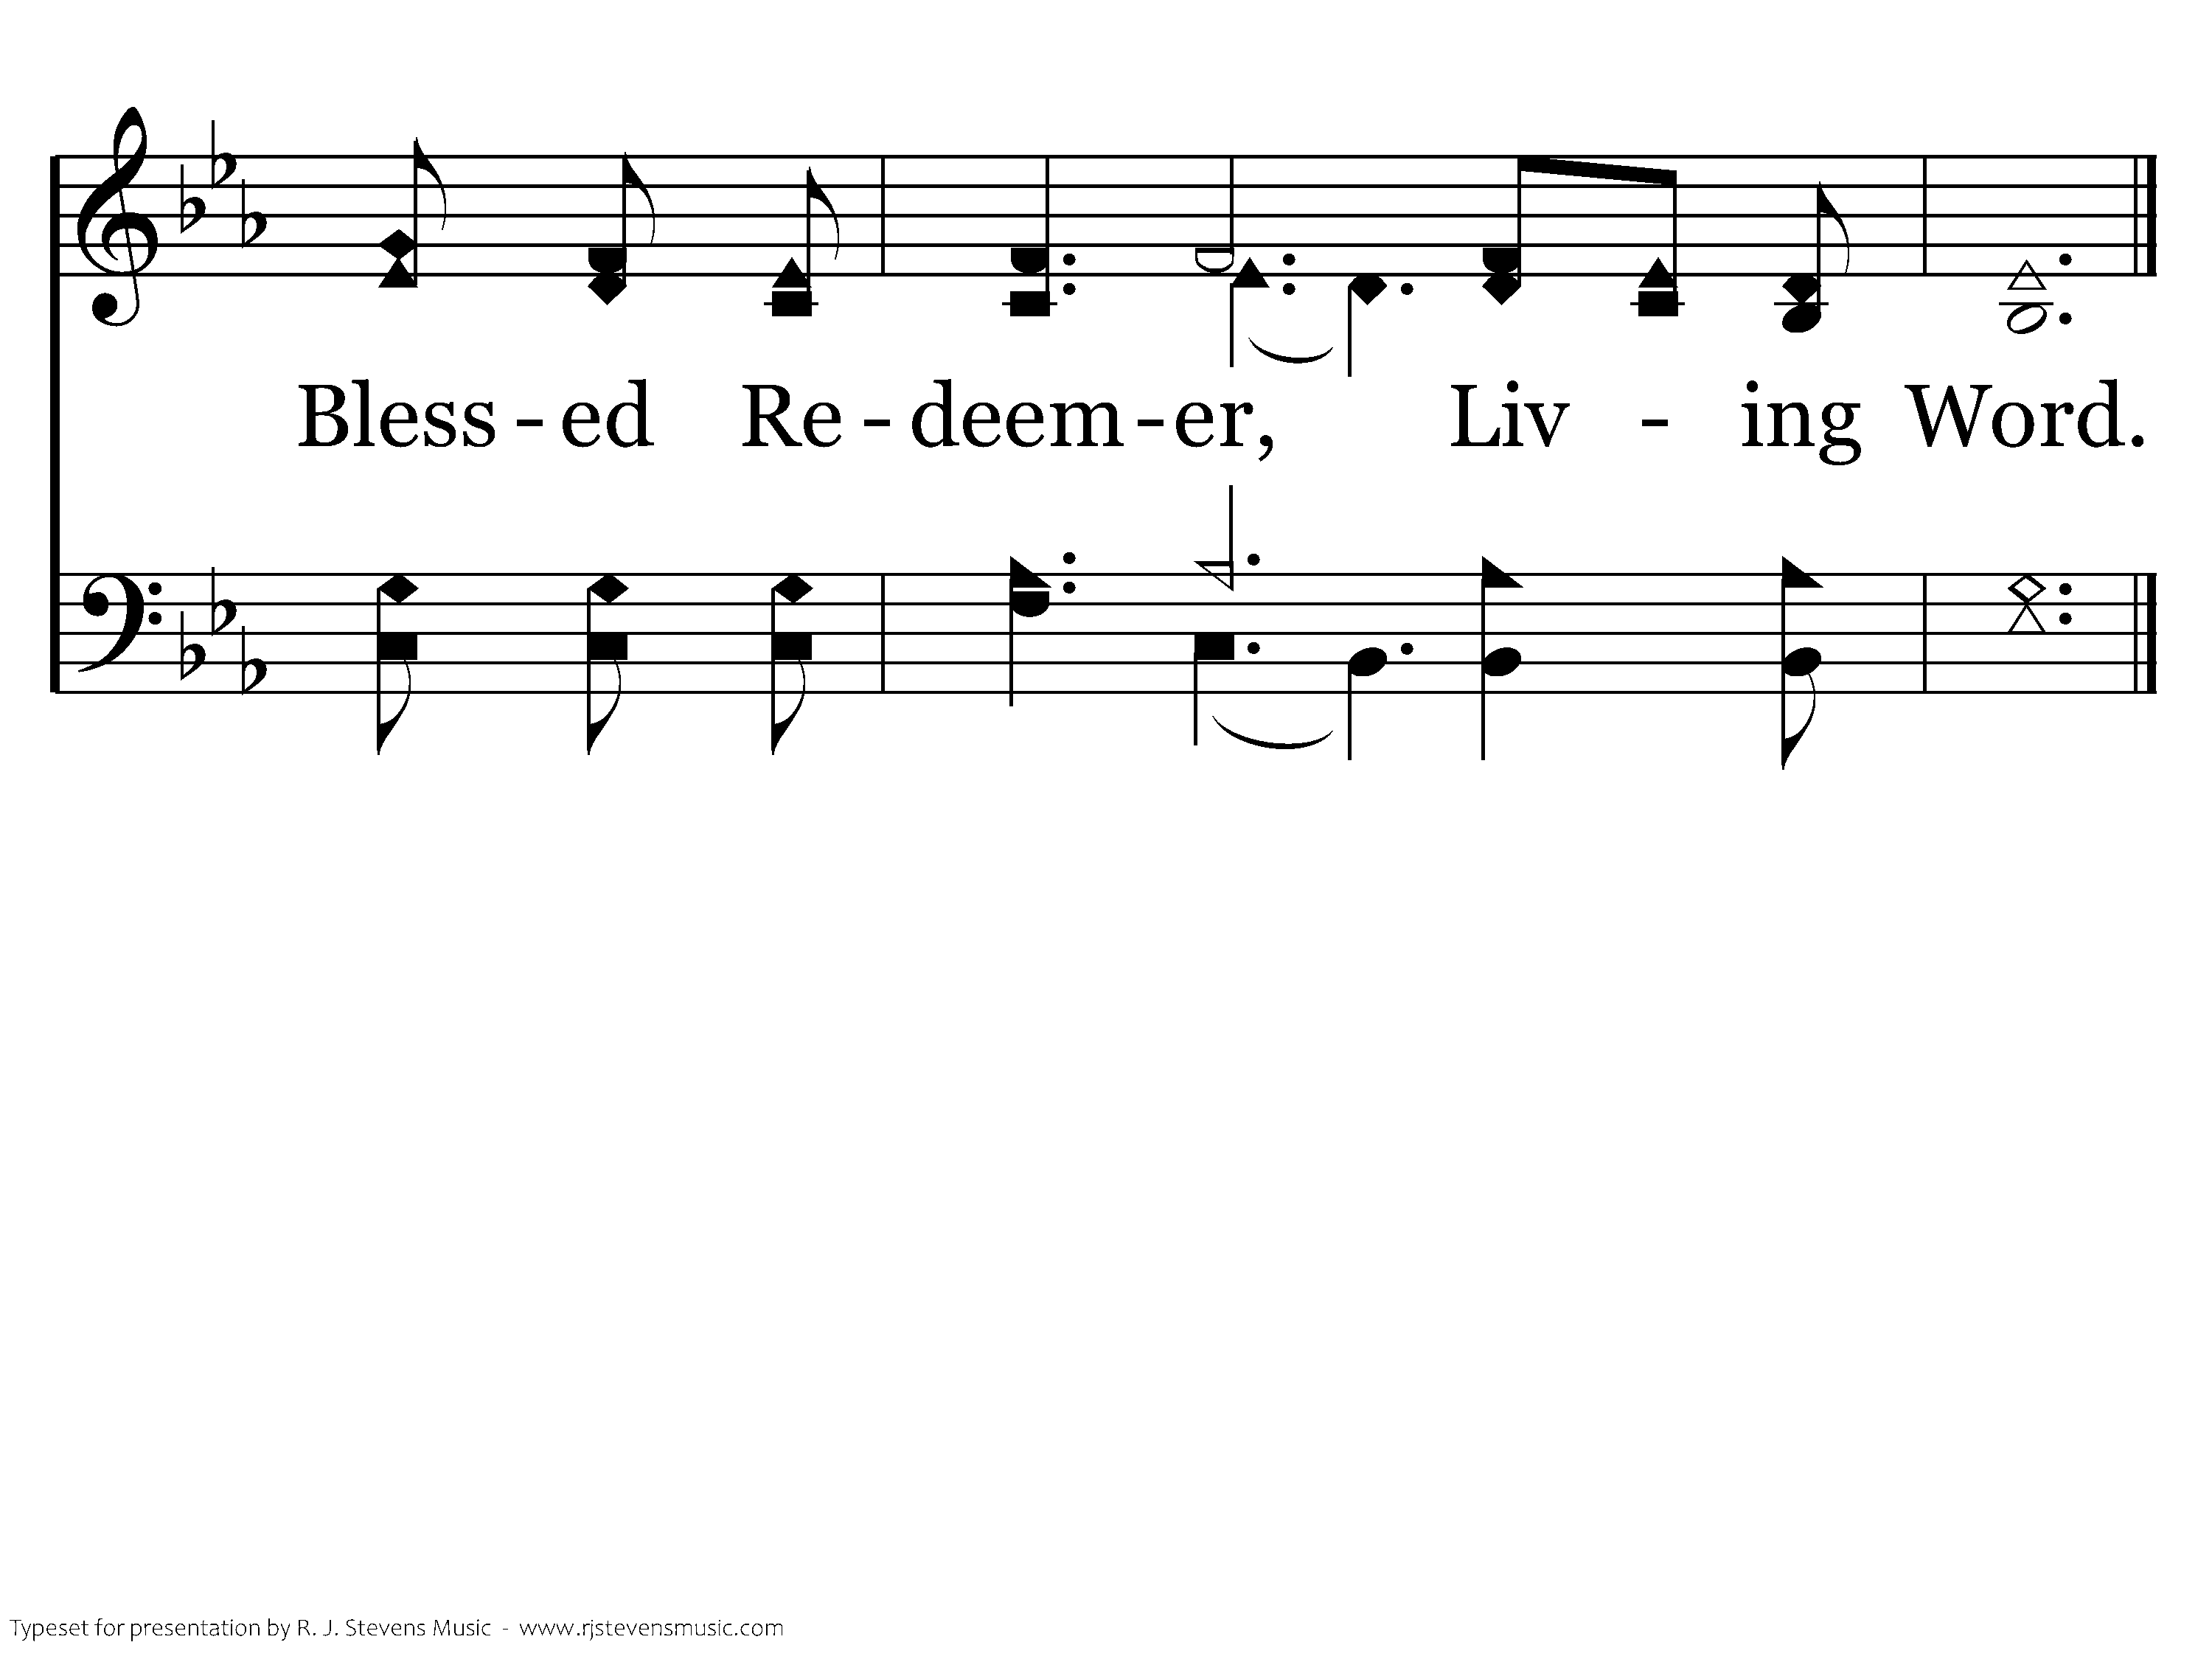 Bless - ed Re - deem - er, Liv - ing Word.
Typeset for presentation by R. J. Stevens Music - www.rjstevensmusic.com